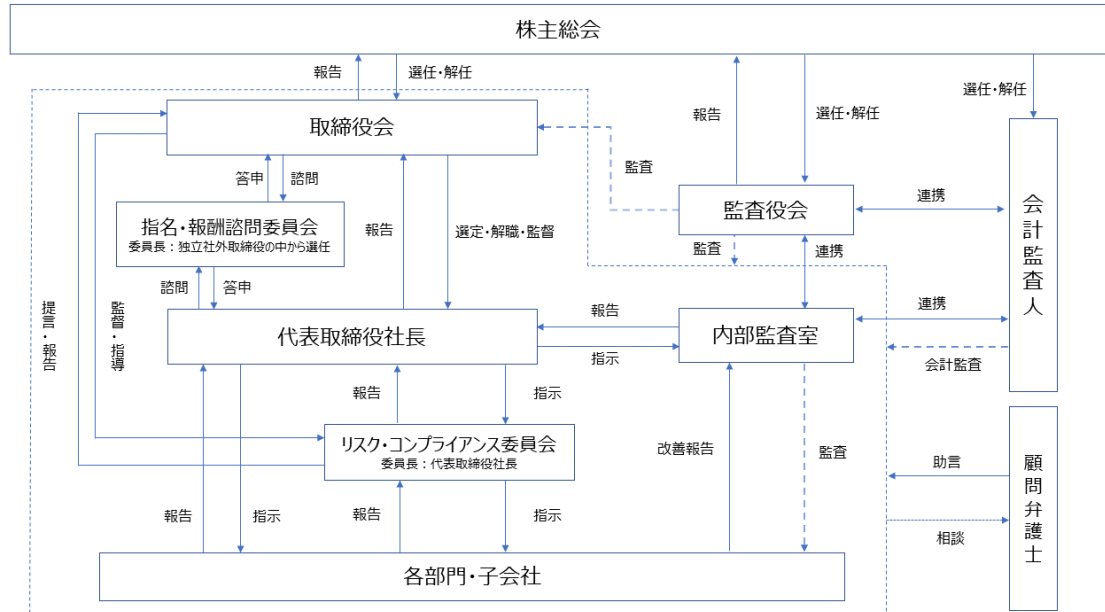 株主総会
報告
選任・解任
選任・解任
報告
選任・解任
取締役会
監査
答申
諮問
監査役会
連携
会計監査人
指名・報酬諮問委員会
委員長：独立社外取締役の中から選任
報告
選定・解職・監督
監査
連携
諮問
答申
提言・報告
監督・指導
代表取締役社長
報告
指示
内部監査室
連携
会計監査
報告
指示
リスク・コンプライアンス委員会
委員長：代表取締役社長
改善報告
監査
助言
顧問弁護士
報告
指示
報告
指示
相談
各部門・子会社